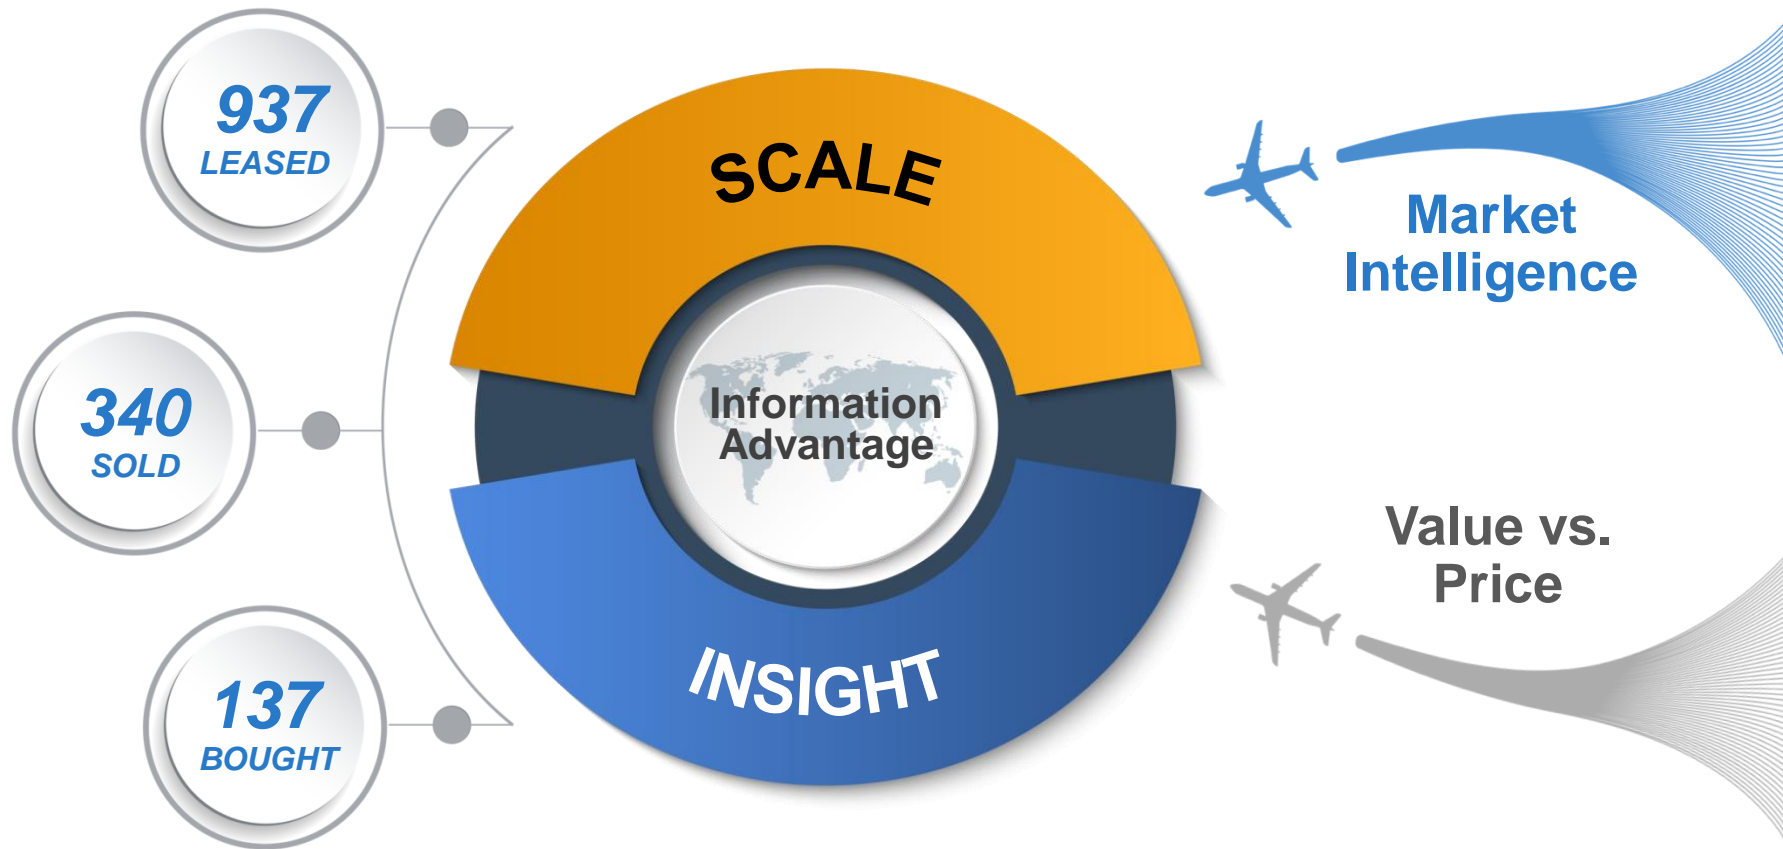 937
LEASED
340
SOLD
137
BOUGHT
SCALE
Information
Advantage
INSIGHT
Market
Intelligence
Value vs.
Price